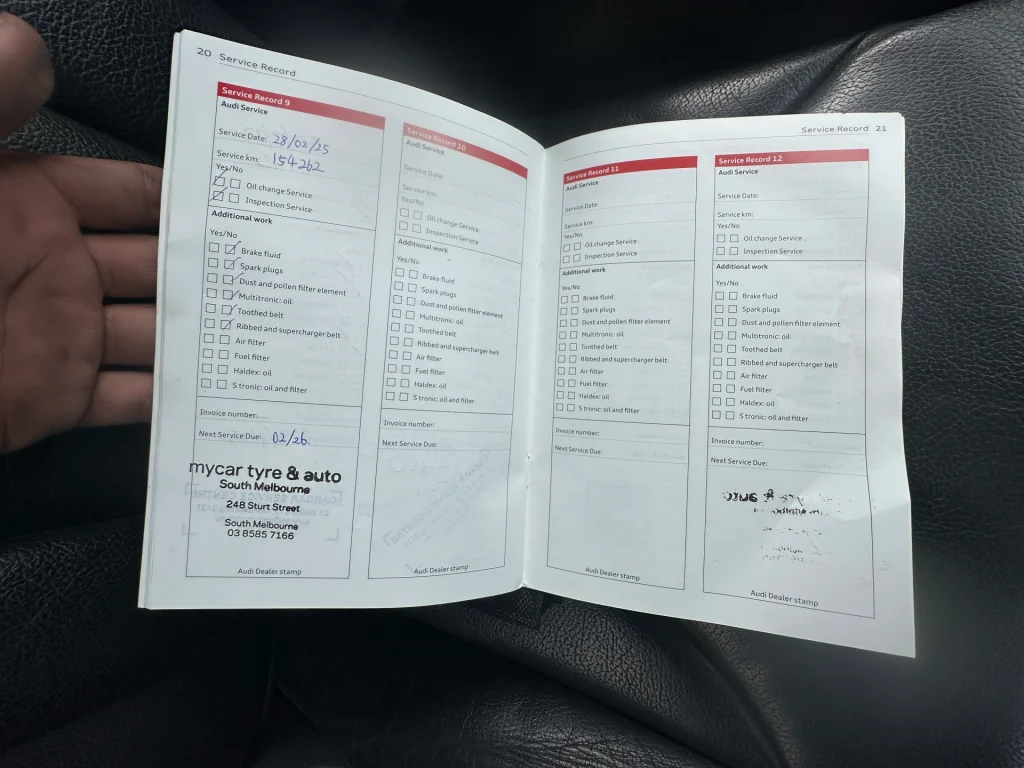 20 Service Record
Service Record 9
Audi Service
Service Date: 28/02/25
Service km: 154262
Yes/No
Oil change Service
Inspection Service
Additional work
Yes/No
Brake fluid
Spark plugs
Dust and pollen filter element
Multitronic: oil
Toothed belt
Ribbed and supercharger belt
Air filter
Fuel filter
Haldex: oil
S tronic: oil and filter
Invoice number:
Next Service Due: 02/26.
mycar tyre & auto
South Melbourne
248 Sturt Street
South Melbourne
03 8585 7166
Audi Dealer stamp
Service Record 10
Audi Service
Service Date:
Service km:
Yes/No
Oil change Service
Inspection Service
Additional work
Yes/No
Brake fluid
Spark plugs
Dust and pollen filter element
Multitronic: oil
Toothed belt
Ribbed and supercharger belt
Air filter
Fuel filter
Haldex: oil
S tronic: oil and filter
Invoice number:
Next Service Due:
Audi Dealer stamp
Service Record 21
Service Record 11
Audi Service
Service Date:
Service km:
Yes/No
Oil change Service
Inspection Service
Additional work
Yes/No
Brake fluid
Spark plugs
Dust and pollen filter element
Multitronic: oil
Toothed belt
Ribbed and supercharger belt
Air filter
Fuel filter
Haldex: oil
S tronic: oil and filter
Invoice number:
Next Service Due:
Audi Dealer stamp
Service Record 12
Audi Service
Service Date:
Service km:
Yes/No
Oil change Service
Inspection Service
Additional work
Yes/No
Brake fluid
Spark plugs
Dust and pollen filter element
Multitronic: oil
Toothed belt
Ribbed and supercharger belt
Air filter
Fuel filter
Haldex: oil
S tronic: oil and filter
Invoice number:
Next Service Due:
Audi Dealer stamp